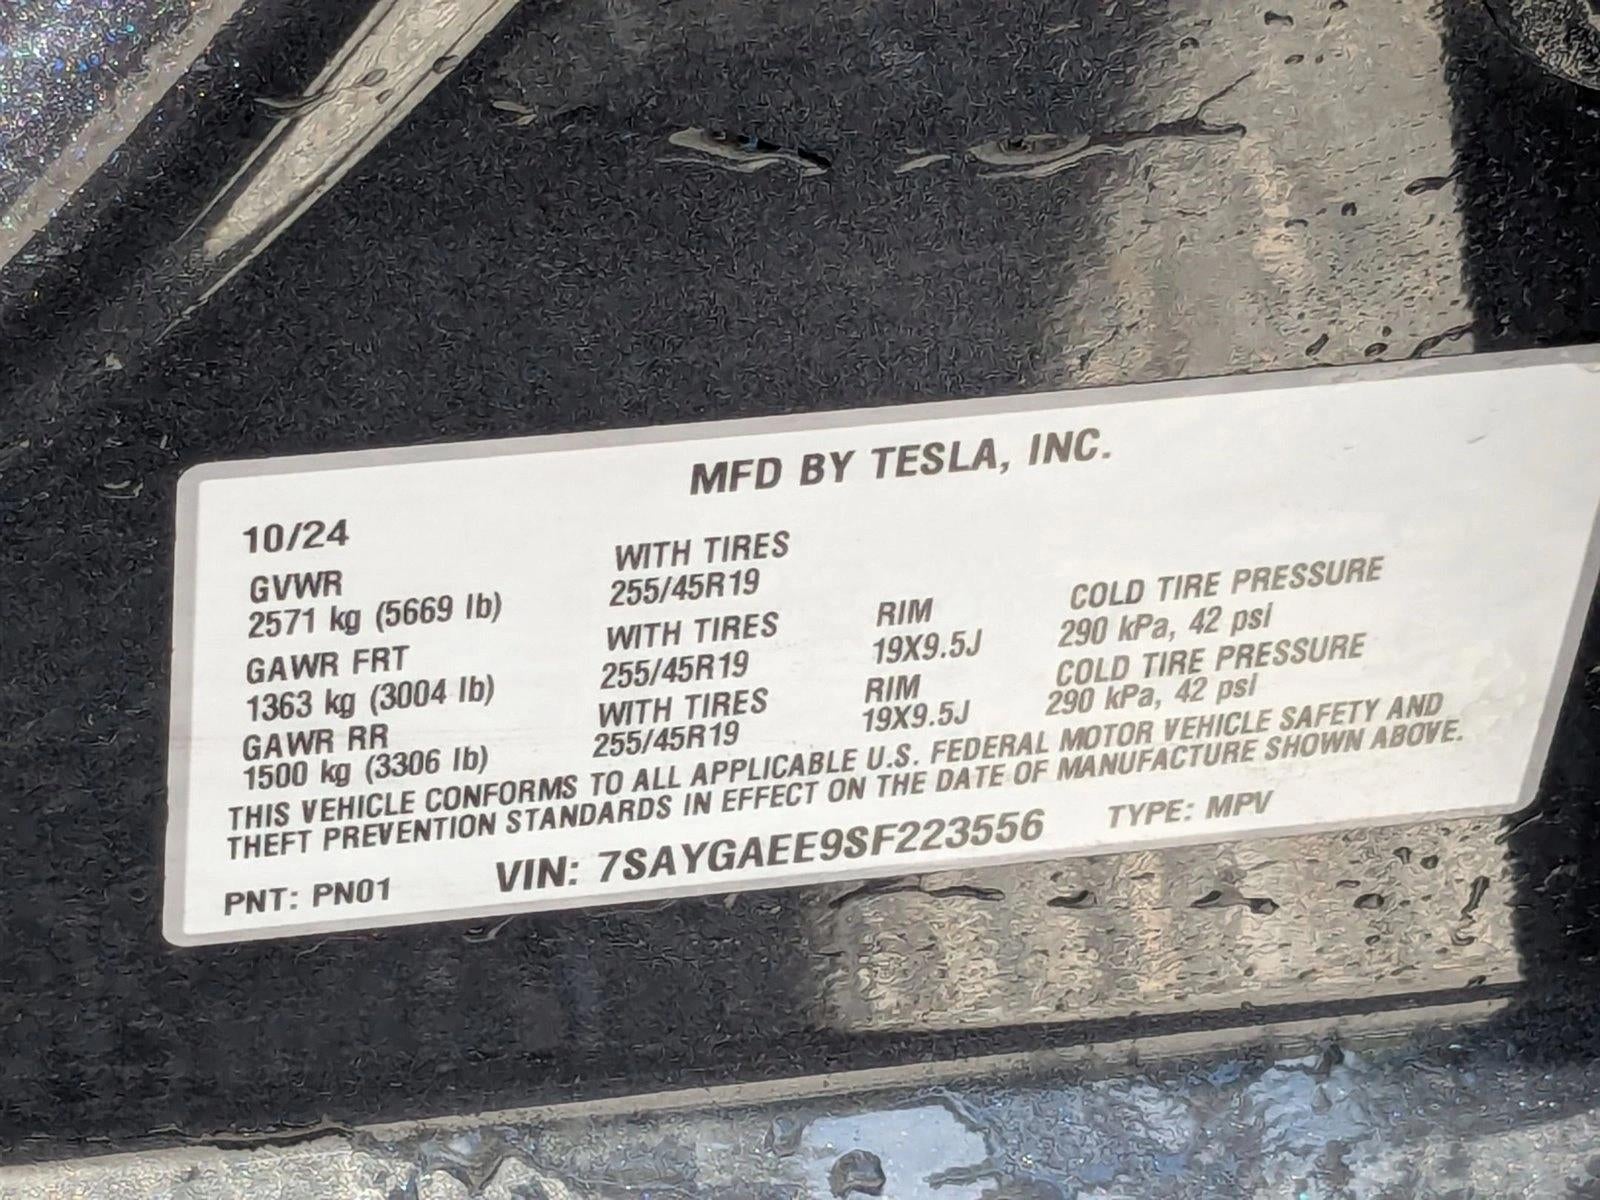 MFD BY TESLA, INC.
10/24
GVWR WITH TIRES
2571 kg (5669 lb) 255/45R19
GAWR FRT WITH TIRES RIM COLD TIRE PRESSURE
1363 kg (3004 lb) 255/45R19 19X9.5J 290 kPa, 42 psi
GAWR RR WITH TIRES RIM COLD TIRE PRESSURE
1500 kg (3306 lb) 255/45R19 19X9.5J 290 kPa, 42 psi
THIS VEHICLE CONFORMS TO ALL APPLICABLE U.S. FEDERAL MOTOR VEHICLE SAFETY AND
THEFT PREVENTION STANDARDS IN EFFECT ON THE DATE OF MANUFACTURE SHOWN ABOVE.
PNT: PN01 VIN: 7SAYGAEE9SF223556 TYPE: MPV